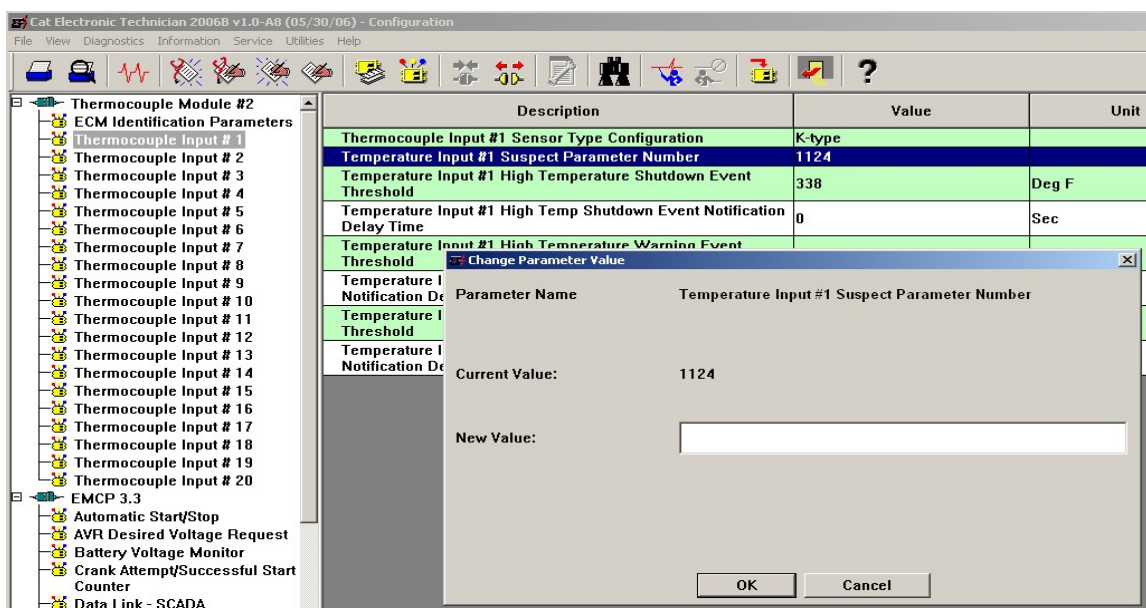 Cat Electronic Technician 2006B v1.0-A8 (05/30/06) - Configuration
File View Diagnostics Information Service Utilities Help
Thermocouple Module #2
ECM Identification Parameters
Thermocouple Input # 1
Thermocouple Input # 2
Thermocouple Input # 3
Thermocouple Input # 4
Thermocouple Input # 5
Thermocouple Input # 6
Thermocouple Input # 7
Thermocouple Input # 8
Thermocouple Input # 9
Thermocouple Input # 10
Thermocouple Input # 11
Thermocouple Input # 12
Thermocouple Input # 13
Thermocouple Input # 14
Thermocouple Input # 15
Thermocouple Input # 16
Thermocouple Input # 17
Thermocouple Input # 18
Thermocouple Input # 19
Thermocouple Input # 20
EMCP 3.3
Automatic Start/Stop
AVR Desired Voltage Request
Battery Voltage Monitor
Crank Attempt/Successful Start
Counter
Data Link - SCADA
Description Value Unit
Thermocouple Input #1 Sensor Type Configuration K-type
Temperature Input #1 Suspect Parameter Number 1124
Temperature Input #1 High Temperature Shutdown Event
Threshold 338 Deg F
Temperature Input #1 High Temp Shutdown Event Notification
Delay Time 0 Sec
Temperature Input #1 High Temperature Warning Event
Threshold
Temperature I
Notification De
Temperature I
Threshold
Temperature I
Notification De
Change Parameter Value
Parameter Name Temperature Input #1 Suspect Parameter Number
Current Value: 1124
New Value:
OK Cancel